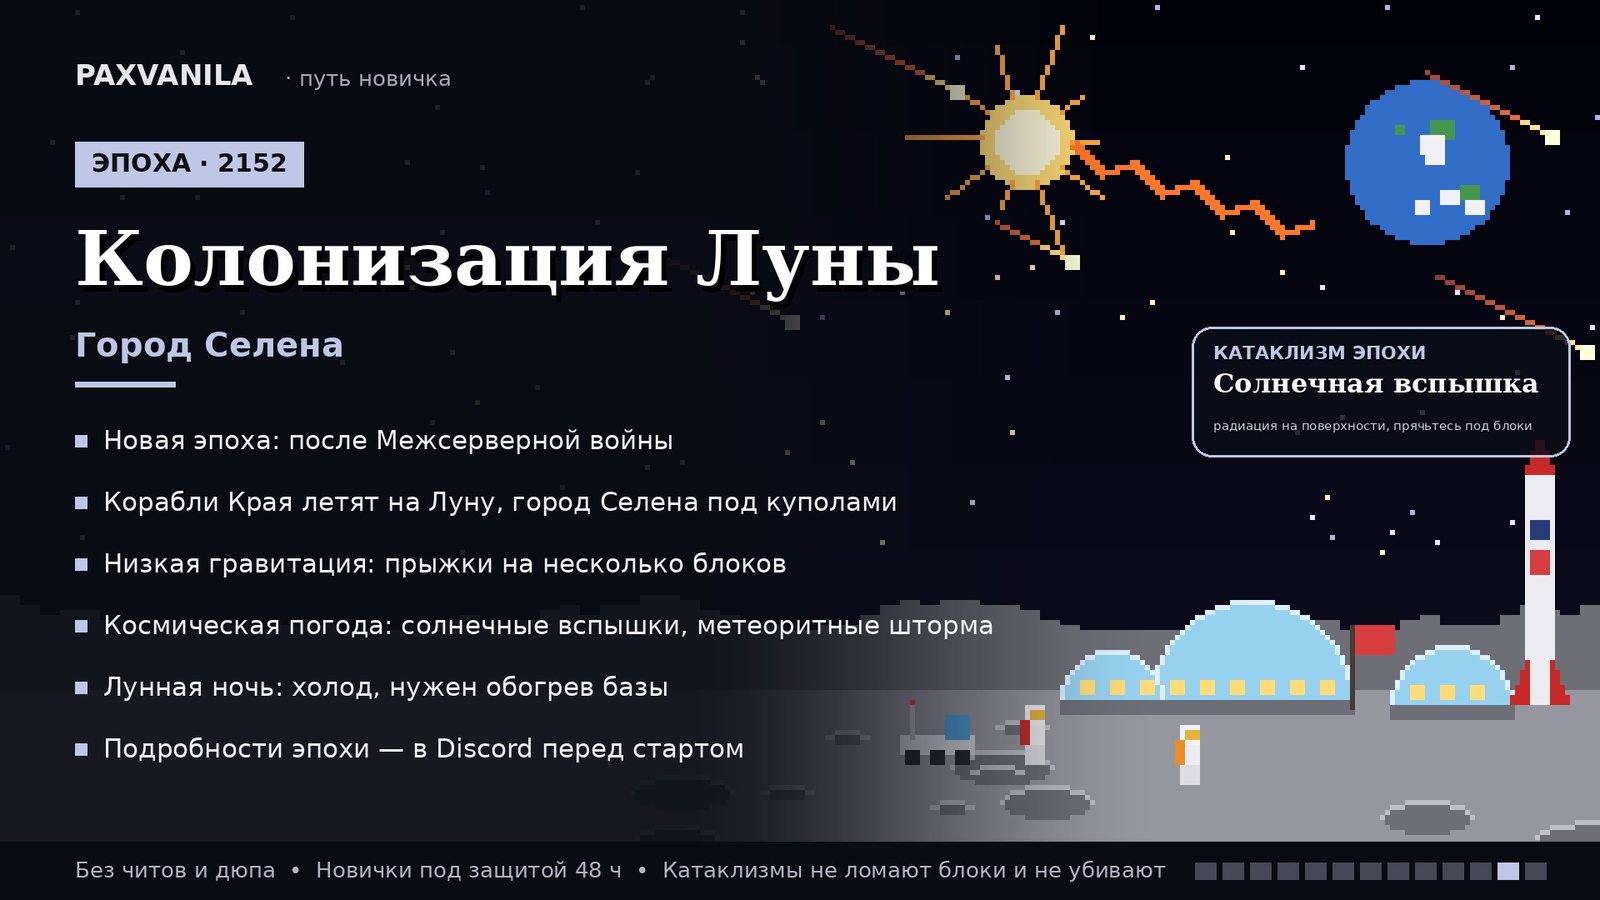 PAXVANILA · путь новичка
ЭПОХА · 2152
Колонизация Луны
Город Селена
Новая эпоха: после Межсерверной войны
Корабли Края летят на Луну, город Селена под куполами
Низкая гравитация: прыжки на несколько блоков
Космическая погода: солнечные вспышки, метеоритные шторма
Лунная ночь: холод, нужен обогрев базы
Подробности эпохи — в Discord перед стартом
КАТАКЛИЗМ ЭПОХИ
Солнечная вспышка
радиация на поверхности, прячьтесь под блоки
Без читов и дюпа • Новички под защитой 48 ч • Катаклизмы не ломают блоки и не убивают